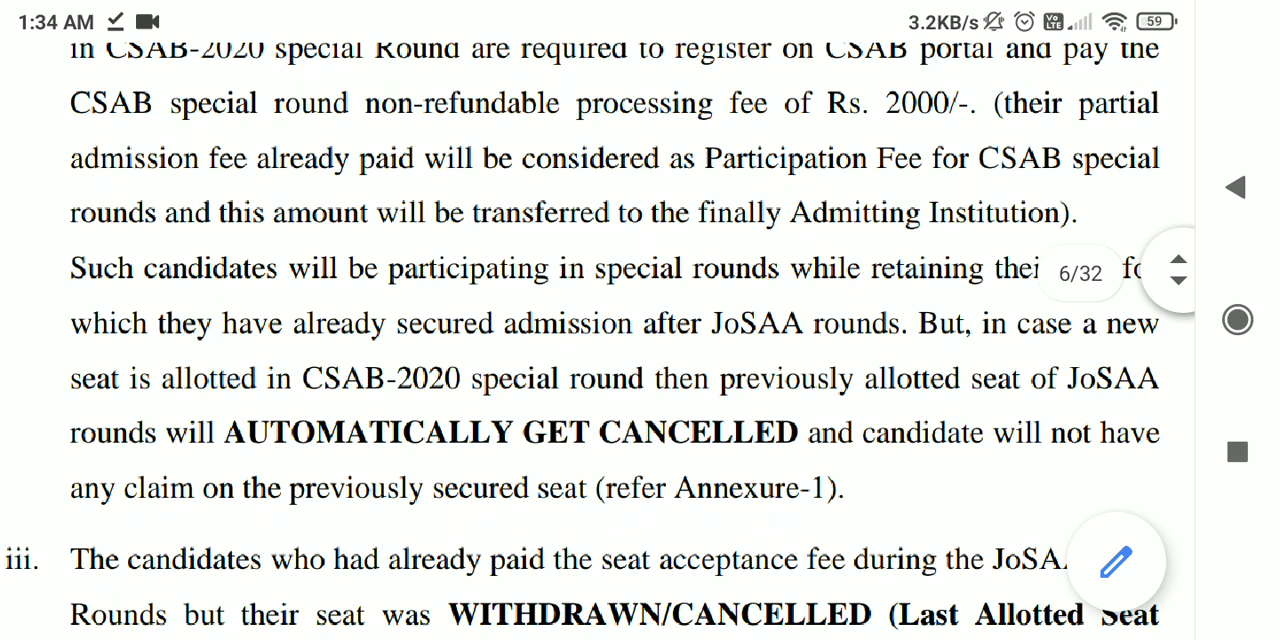 1:34 AM 3.2KB/s Vo LTE 59
in CSAB-2020 special Round are required to register on CSAB portal and pay the
CSAB special round non-refundable processing fee of Rs. 2000/-. (their partial
admission fee already paid will be considered as Participation Fee for CSAB special
rounds and this amount will be transferred to the finally Admitting Institution).
Such candidates will be participating in special rounds while retaining
6/32
which they have already secured admission after JoSAA rounds. But, in case a new
seat is allotted in CSAB-2020 special round then previously allotted seat of JoSAA
rounds will AUTOMATICALLY GET CANCELLED and candidate will not have
any claim on the previously secured seat (refer Annexure-1).
iii. The candidates who had already paid the seat acceptance fee during the
Rounds but their seat was WITHDRAWN/CANCELLED (Last Allotted Seat